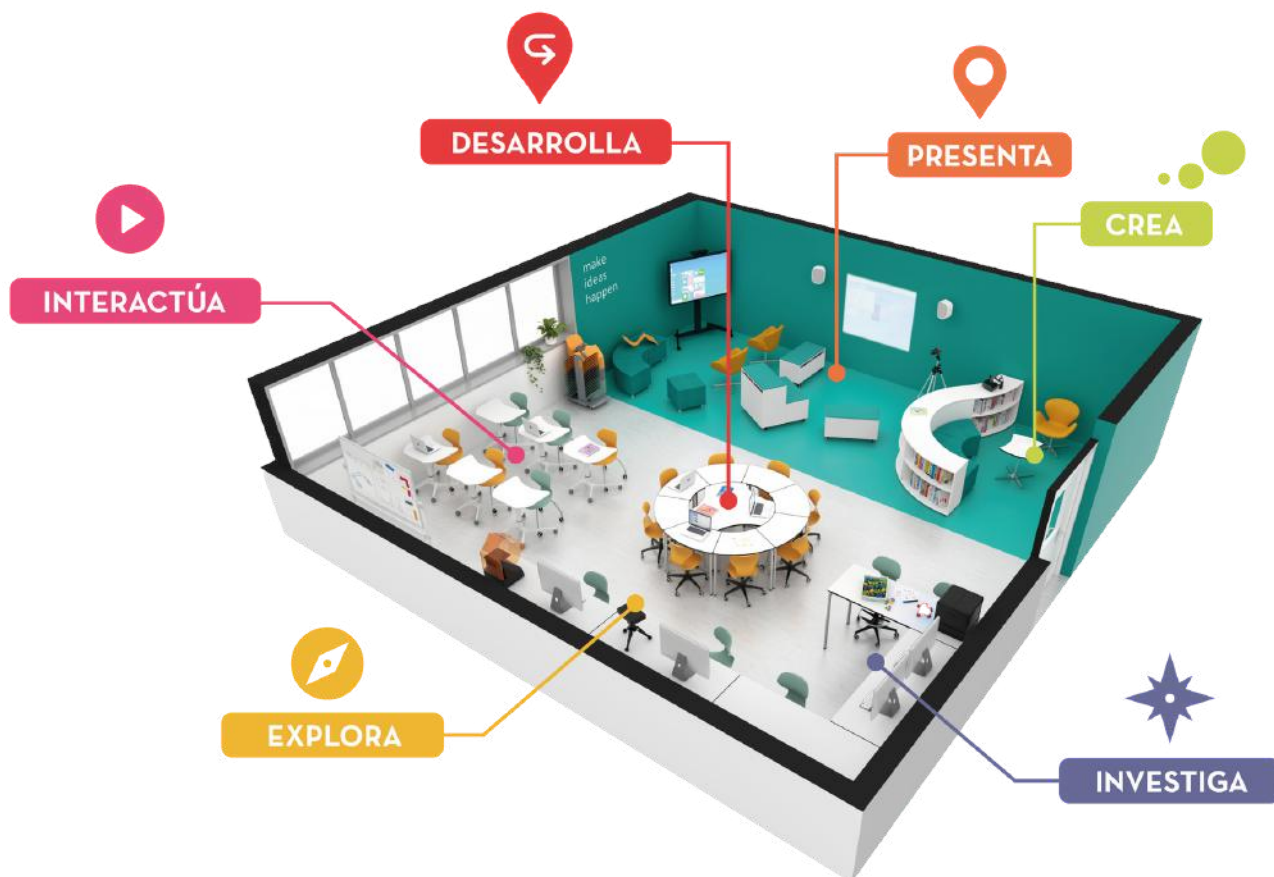 DESARROLLA
PRESENTA
CREA
INTERACTÚA
make
ideas
happen
EXPLORA
INVESTIGA